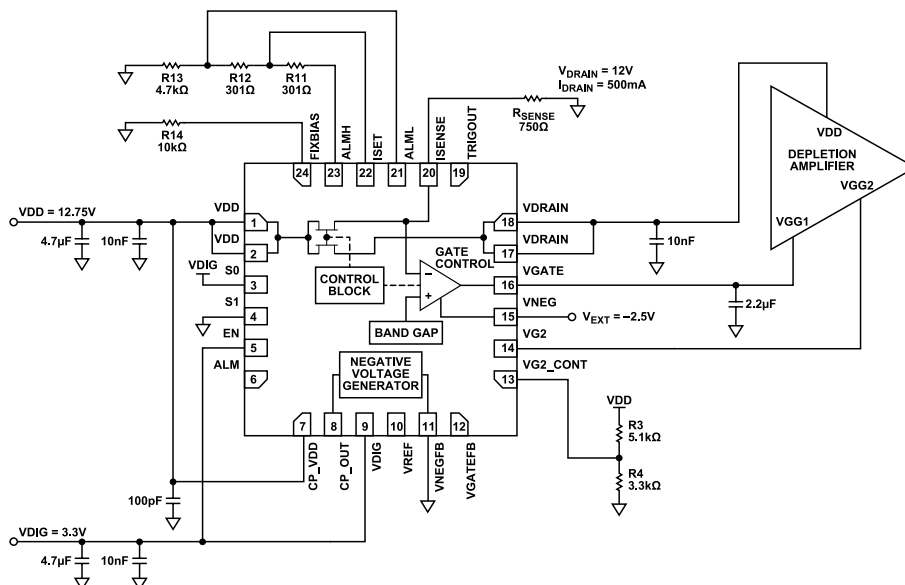 R13
4.7kΩ
R12
301Ω
R11
301Ω
R14
10kΩ
VDRAIN = 12V
IDRAIN = 500mA
RSENSE
750Ω
FIXBIAS
ALMH
ISET
ALML
ISENSE
TRIGOUT
24
23
22
21
20
19
VDD
DEPLETION
AMPLIFIER
VGG2
VGG1
VDD = 12.75V
4.7µF
10nF
VDD
1
VDD
2
VDIG
S0
3
S1
4
EN
5
ALM
6
CONTROL
BLOCK
GATE
CONTROL
–
+
BAND GAP
NEGATIVE
VOLTAGE
GENERATOR
18
VDRAIN
17
VDRAIN
16
VGATE
15
VNEG
14
VG2
13
VG2_CONT
10nF
2.2µF
VEXT = –2.5V
7
8
9
10
11
12
CP_VDD
CP_OUT
VDIG
VREF
VNEGFB
VGATEFB
VDD
R3
5.1kΩ
R4
3.3kΩ
100pF
VDIG = 3.3V
4.7µF
10nF